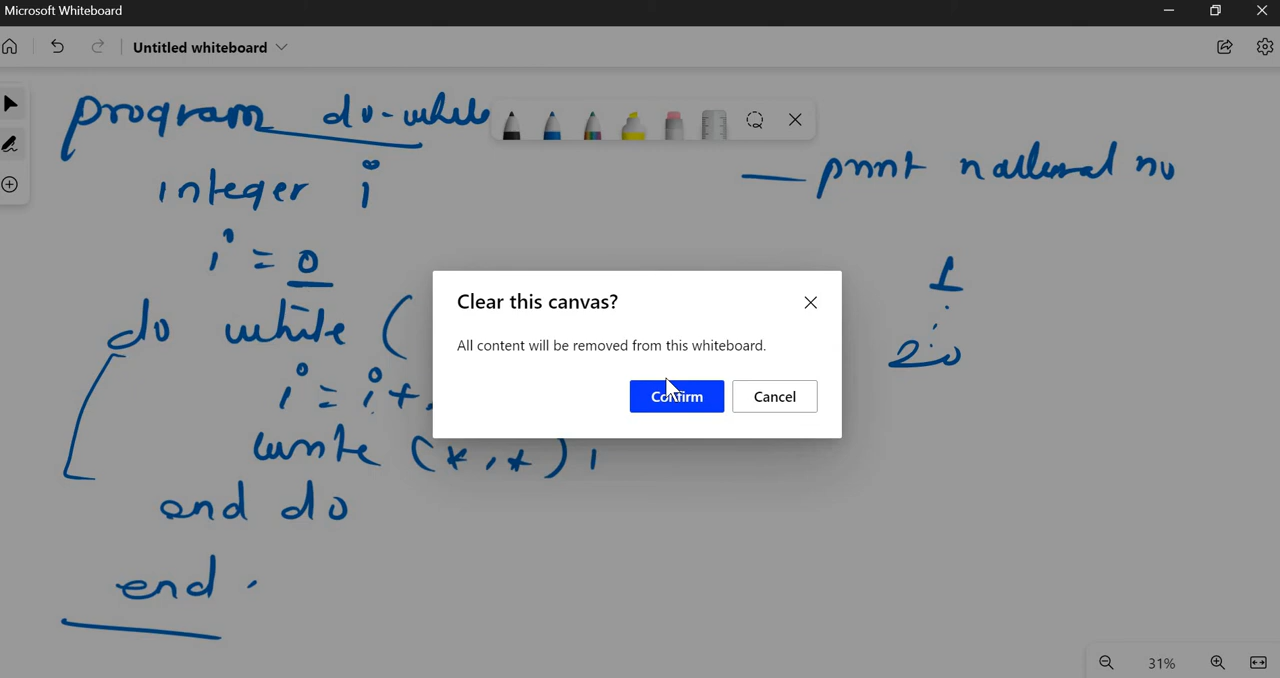 Microsoft Whiteboard
Untitled whiteboard
program do-while
integer i
i = 0
do while (
i = i +
write (*,*) i
end do
end
— print natural no
1
20
Clear this canvas?
All content will be removed from this whiteboard.
Confirm Cancel
31%